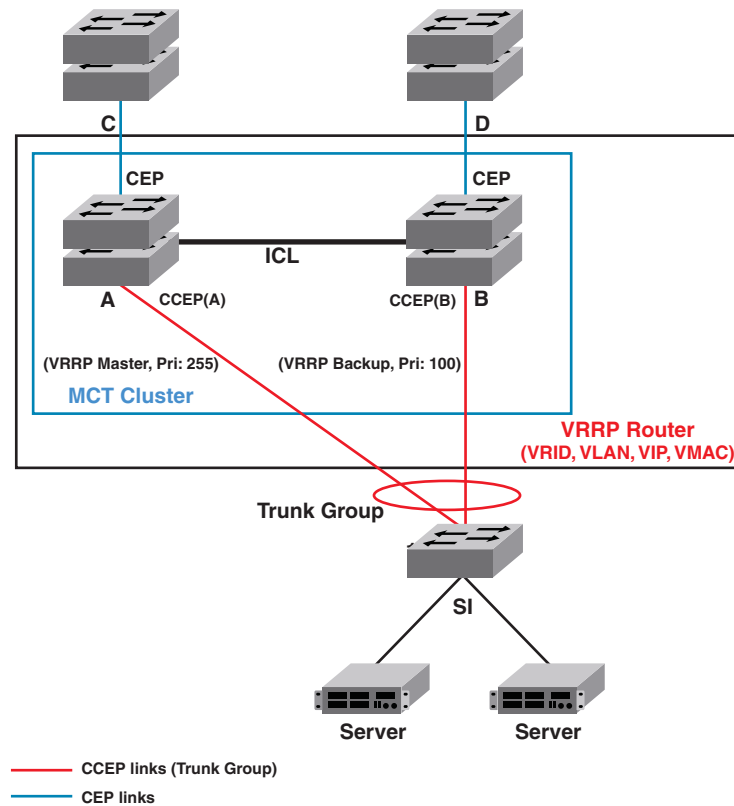 C
D
CEP
CEP
ICL
A
CCEP(A)
CCEP(B)
B
(VRRP Master, Pri: 255)
(VRRP Backup, Pri: 100)
MCT Cluster
VRRP Router
(VRID, VLAN, VIP, VMAC)
Trunk Group
SI
Server
Server
CCEP links (Trunk Group)
CEP links